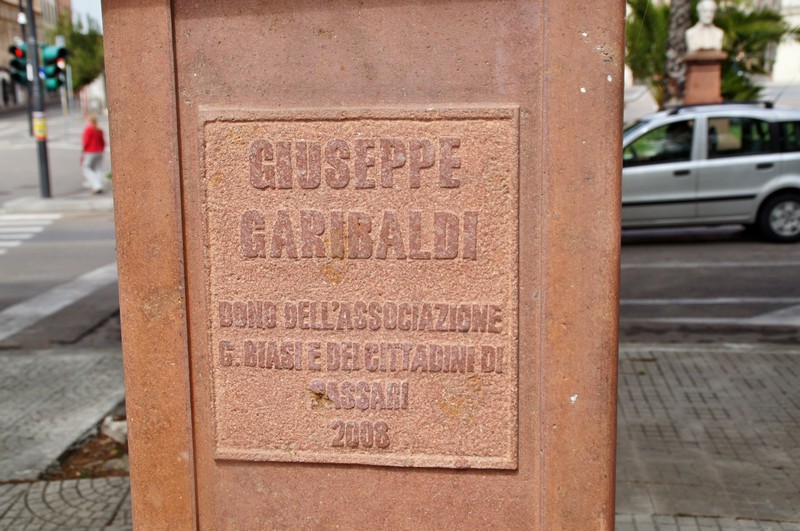 GIUSEPPE
GARIBALDI
DONO DELL'ASSOCIAZIONE
G. BIASI E DEI CITTADINI DI
SASSARI
2008